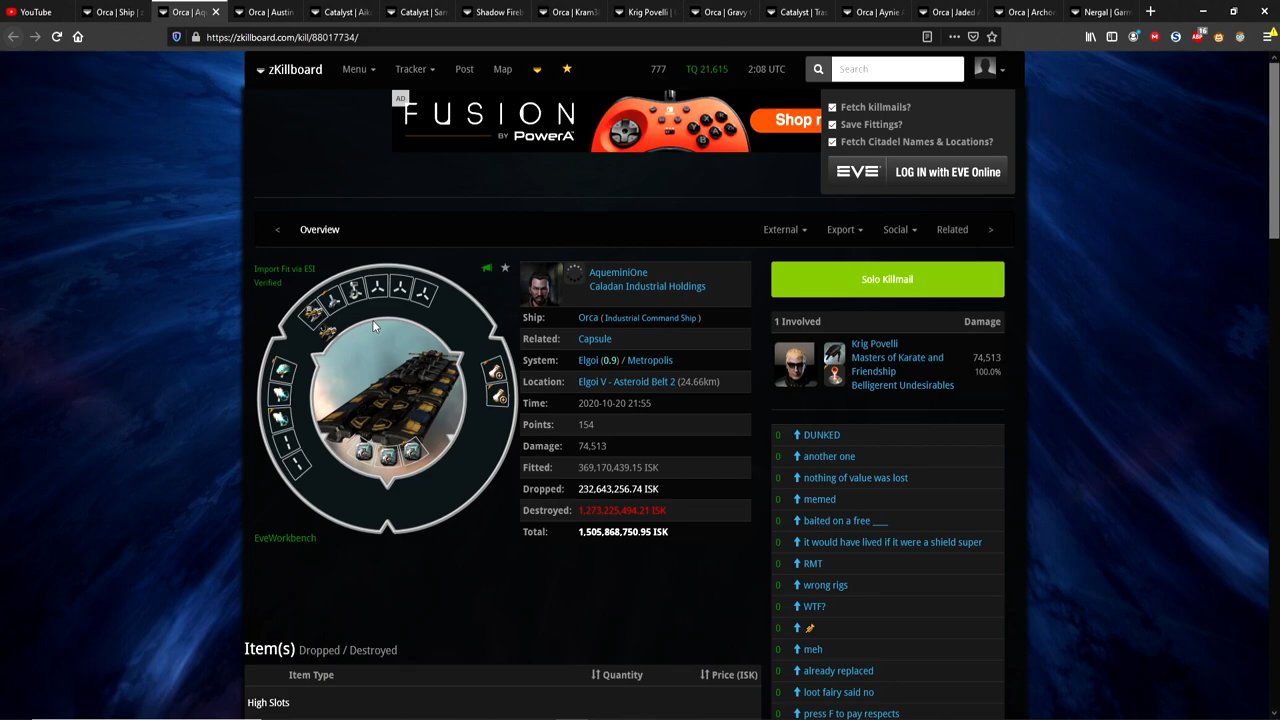 YouTube
Orca | Ship | z
Orca | Aq
Orca | Austin
Catalyst | Aik
Catalyst | San
Shadow Fireb
Orca | Kram3
Krig Povelli |
Orca | Gravy
Catalyst | Tra
Orca | Aynie
Orca | Jaded
Orca | Archo
Nergal | Gar
https://zkillboard.com/kill/88017734/
16
zKillboard
Menu
Tracker
Post
Map
777
TQ 21,615
2:08 UTC
Search
AD
FUSION
BY PowerA
Shop
Fetch killmails?
Save Fittings?
Fetch Citadel Names & Locations?
EVE
LOG IN with EVE Online
<
Overview
External
Export
Social
Related
>
Import Fit via ESI
Verified
EveWorkbench
AqueminiOne
Caladan Industrial Holdings
Ship: Orca ( Industrial Command Ship )
Related: Capsule
System: Elgoi (0.9) / Metropolis
Location: Elgoi V - Asteroid Belt 2 (24.66km)
Time: 2020-10-20 21:55
Points: 154
Damage: 74,513
Fitted: 369,170,439.15 ISK
Dropped: 232,643,256.74 ISK
Destroyed: 1,273,225,494.21 ISK
Total: 1,505,868,750.95 ISK
Solo Killmail
1 Involved Damage
Krig Povelli
Masters of Karate and
Friendship
Belligerent Undesirables
74,513
100.0%
0 DUNKED
0 another one
0 nothing of value was lost
0 memed
0 baited on a free ___
0 it would have lived if it were a shield super
0 RMT
0 wrong rigs
0 WTF?
0
0 meh
0 already replaced
0 loot fairy said no
0 press F to pay respects
Item(s) Dropped / Destroyed
Item Type Quantity Price (ISK)
High Slots